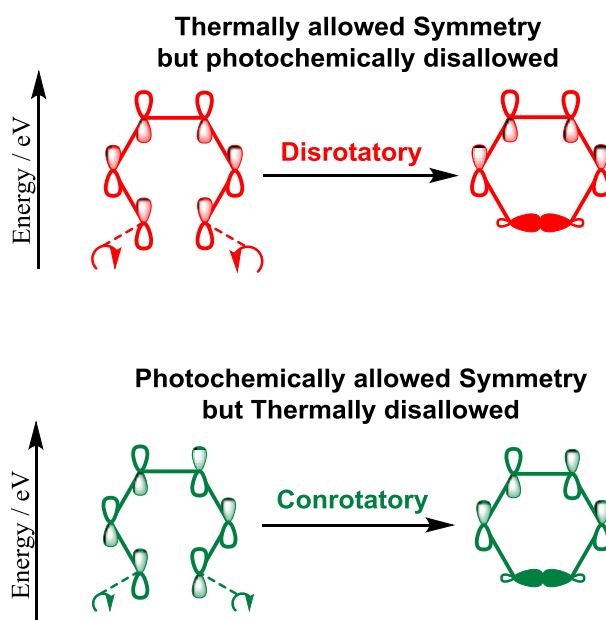 Thermally allowed Symmetry
but photochemically disallowed
Energy / eV
Disrotatory
Photochemically allowed Symmetry
but Thermally disallowed
Energy / eV
Conrotatory